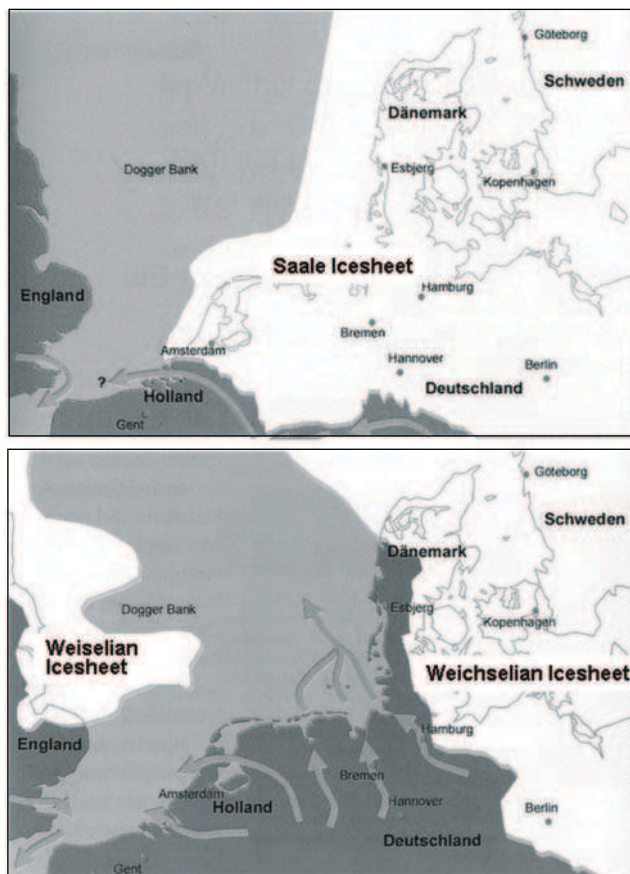 Göteborg
Schweden
Dänemark
Dogger Bank
Esbjerg
Kopenhagen
Saale Icesheet
England
Hamburg
Bremen
Amsterdam
?
Hannover
Berlin
Holland
Deutschland
Gent
Göteborg
Schweden
Dänemark
Dogger Bank
Esbjerg
Kopenhagen
Weiselian
Icesheet
Weichselian Icesheet
Hamburg
England
Bremen
Amsterdam
Holland
Hannover
Berlin
Deutschland
Gent